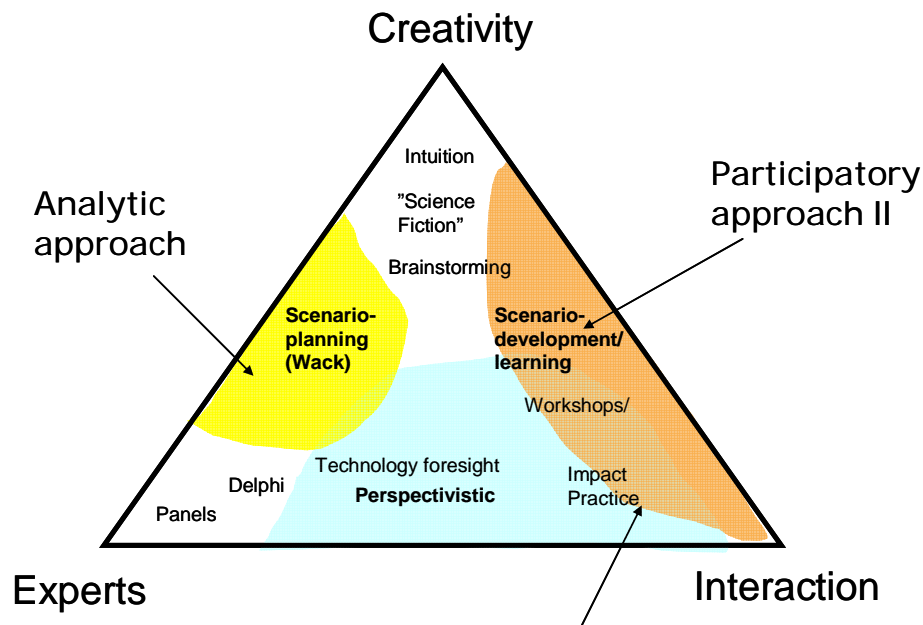 Creativity
Intuition
”Science
Fiction”
Brainstorming
Analytic
approach
Participatory
approach II
Scenario-
planning
(Wack)
Scenario-
development/
learning
Workshops/
Technology foresight
Perspectivistic
Impact
Practice
Delphi
Panels
Experts
Interaction